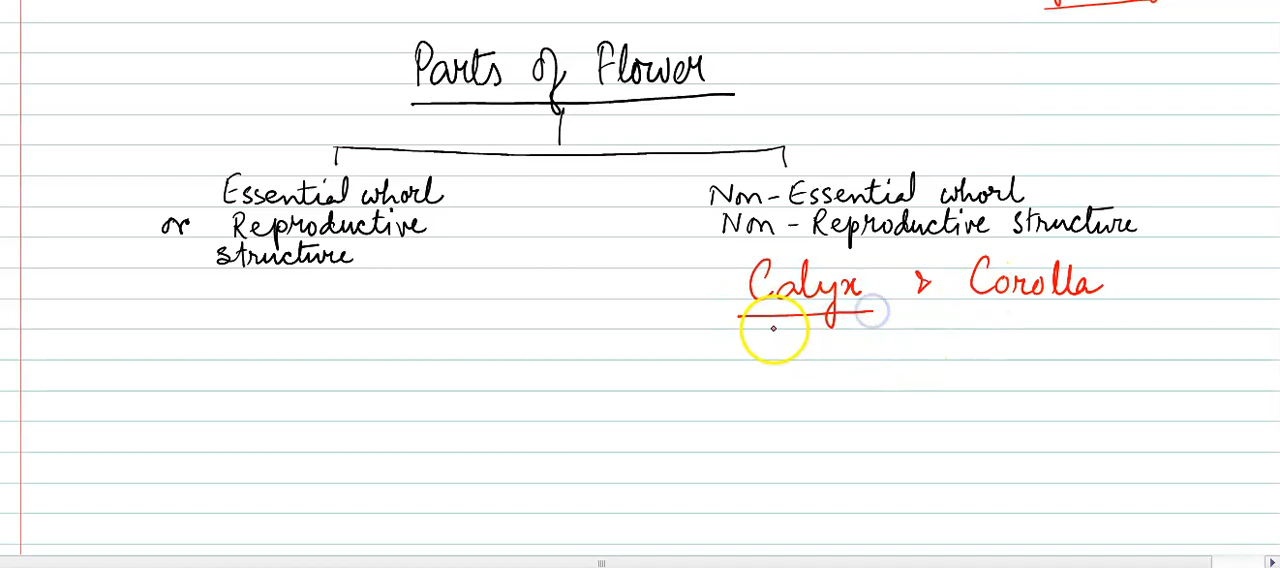 Parts of Flower
Essential whorl
or Reproductive
structure
Non-Essential whorl
Non-Reproductive structure
Calyx & Corolla